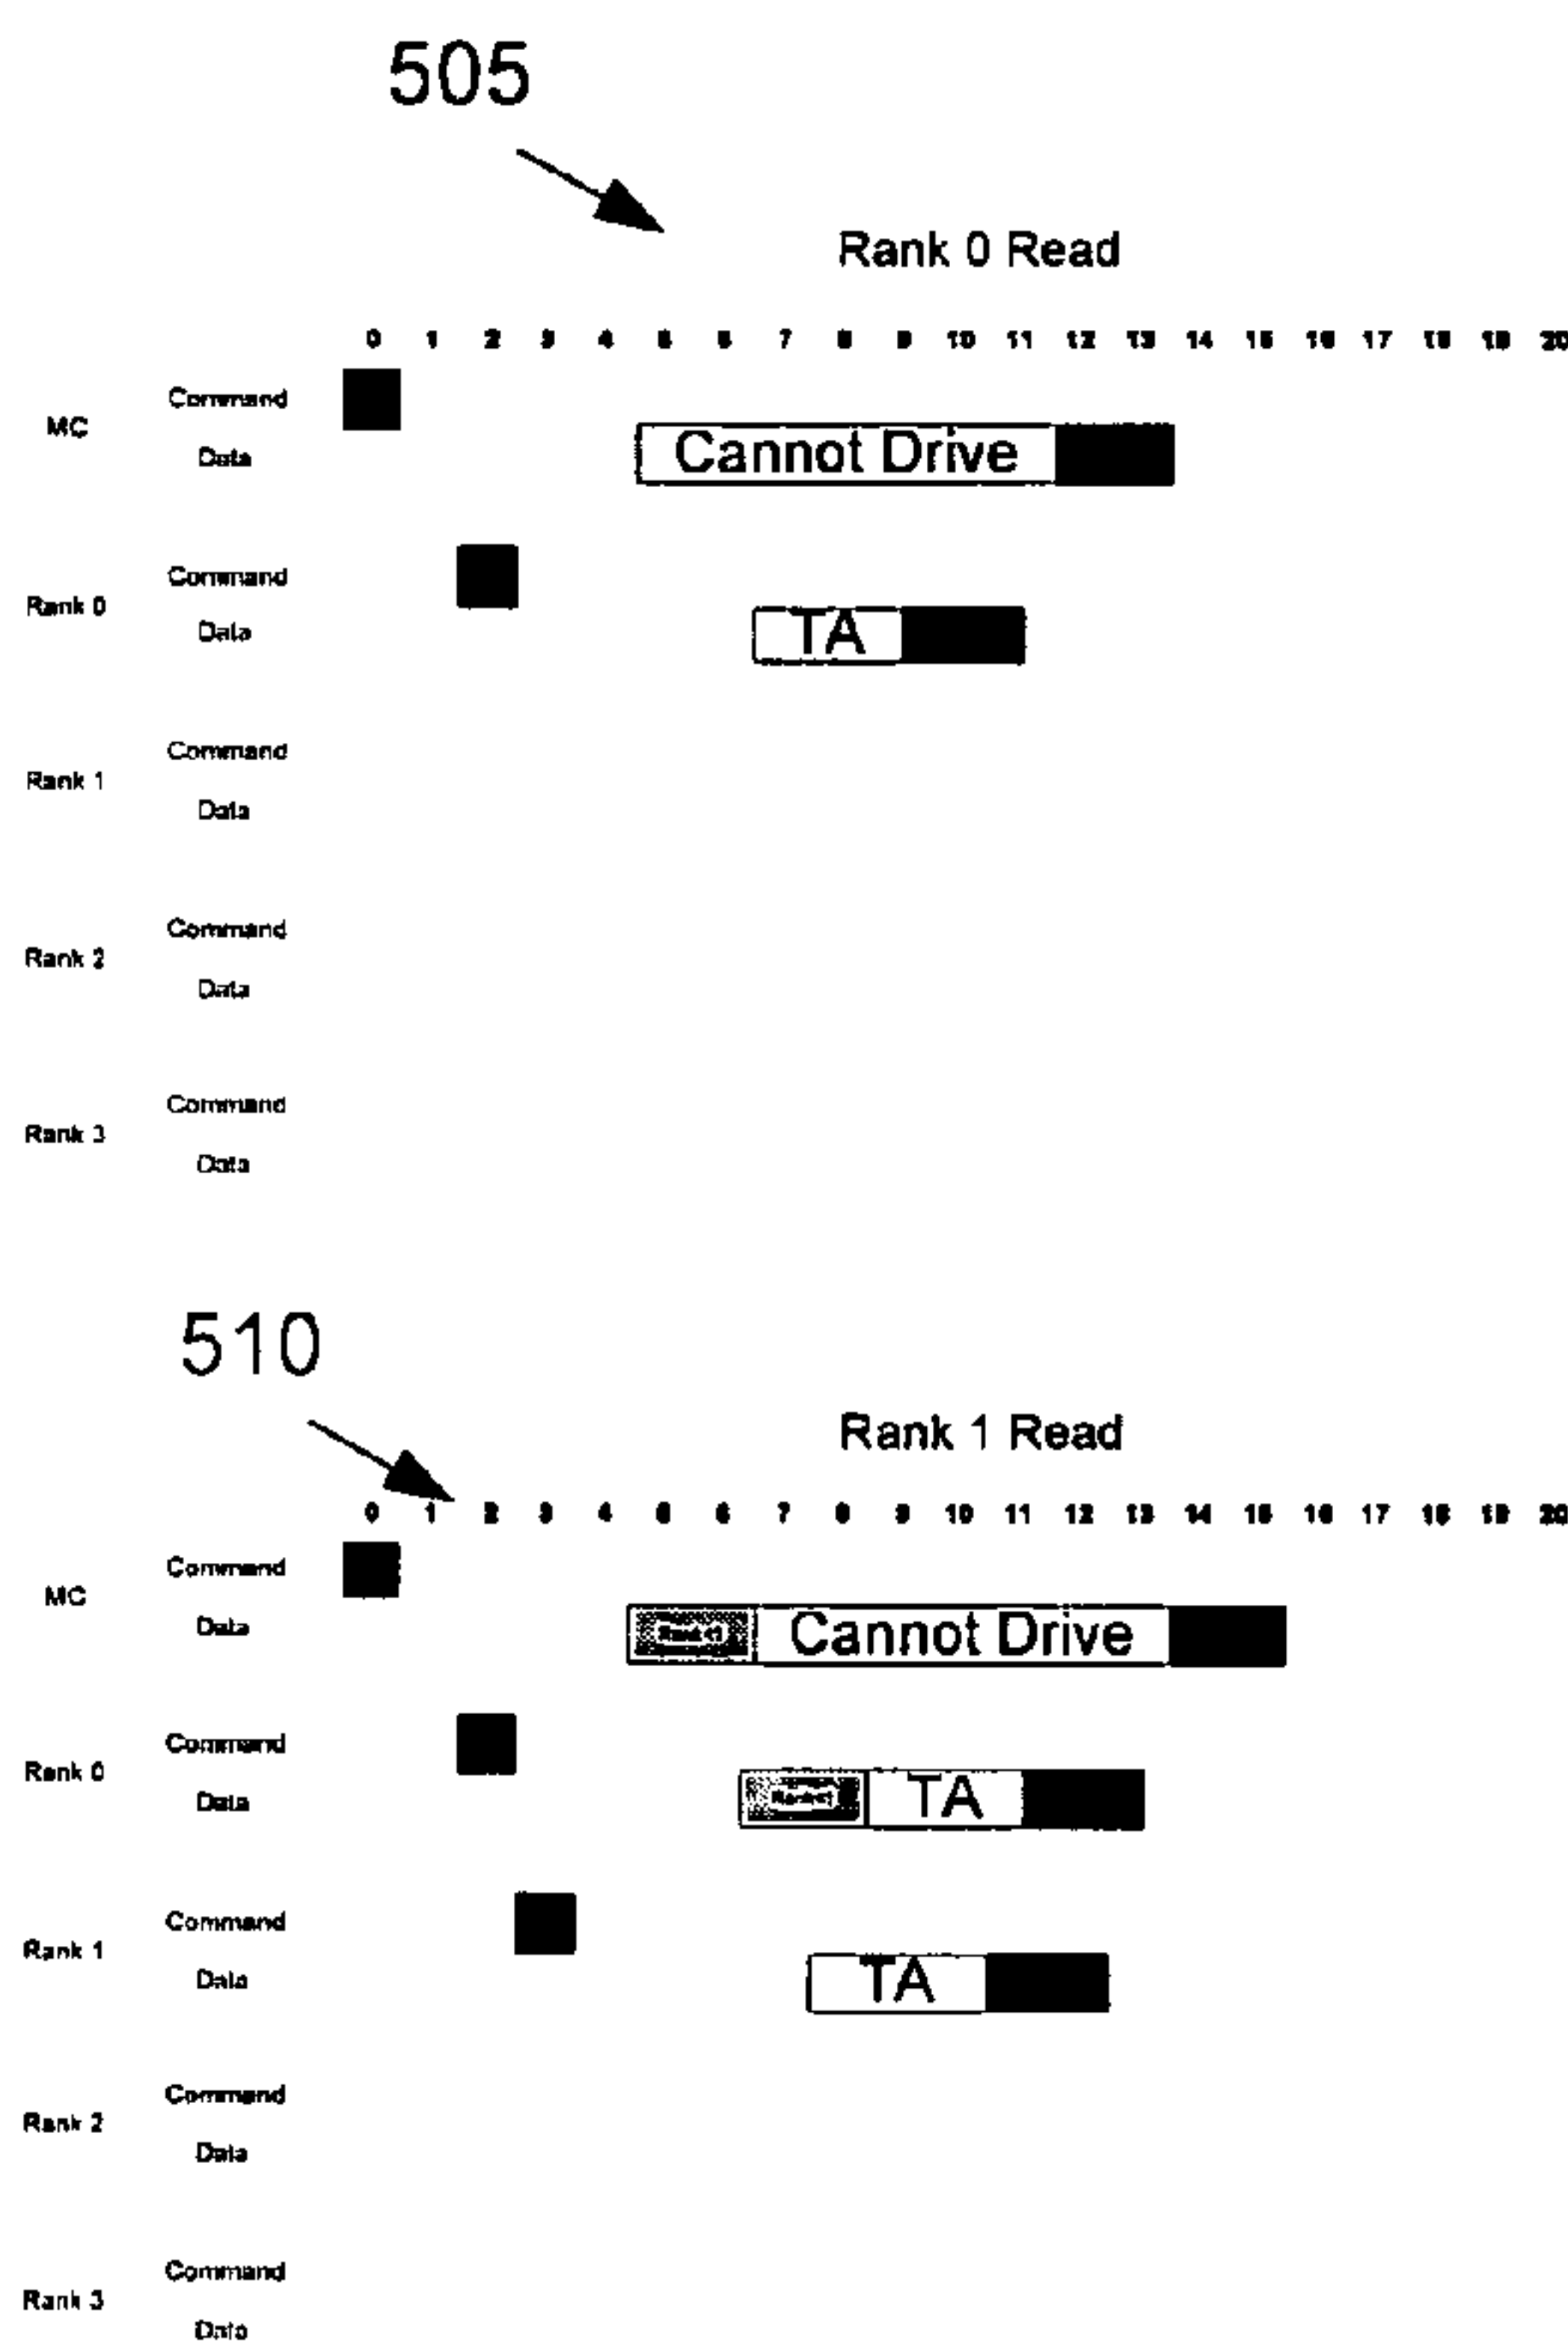 505
Rank 0 Read
0 1 2 3 4 5 6 7 8 9 10 11 12 13 14 15 16 17 18 19 20
Command
MC
Data
Cannot Drive
Command
Rank 0
Data
TA
Command
Rank 1
Data
Command
Rank 2
Data
Command
Rank 3
Data
510
Rank 1 Read
0 1 2 3 4 5 6 7 8 9 10 11 12 13 14 15 16 17 18 19 20
Command
MC
Data
Cannot Drive
Command
Rank 0
Data
TA
Command
Rank 1
Data
TA
Command
Rank 2
Data
Command
Rank 3
Data